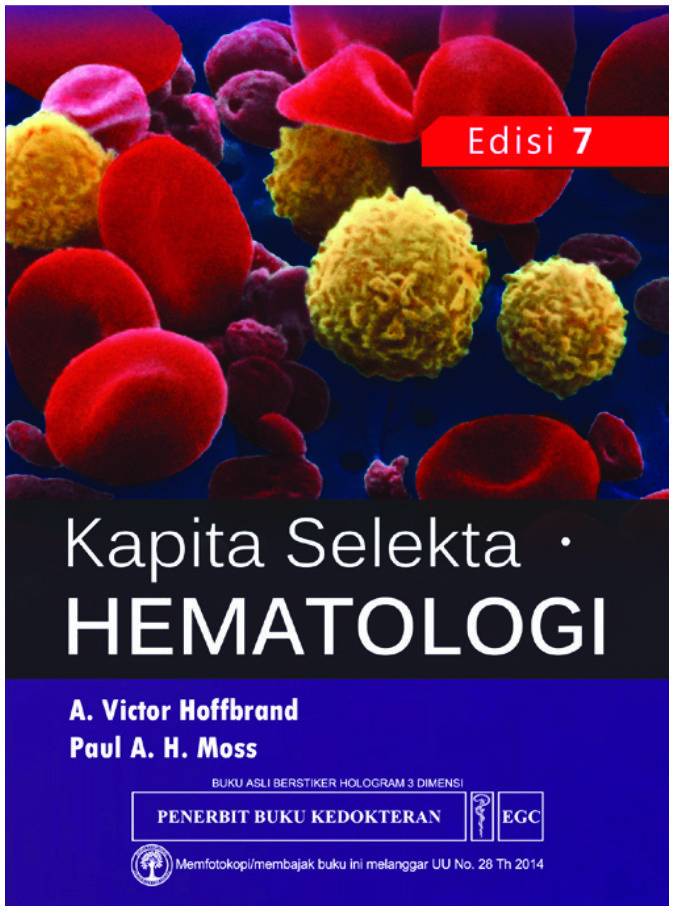 Edisi 7
Kapita Selekta
HEMATOLOGI
A. Victor Hoffbrand
Paul A. H. Moss
BUKU ASLI BERSTIKER HOLOGRAM 3 DIMENSI
PENERBIT BUKU KEDOKTERAN EGC
Memfotokopi/membajak buku ini melanggar UU No. 28 Th 2014